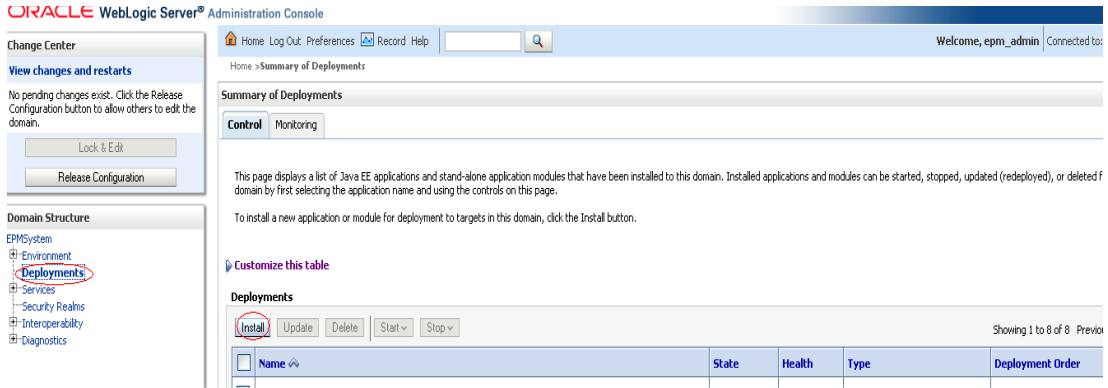 ORACLE WebLogic Server® Administration Console
Change Center
View changes and restarts
No pending changes exist. Click the Release
Configuration button to allow others to edit the
domain.
Lock & Edit
Release Configuration
Domain Structure
EPMSystem
Environment
Deployments
Services
Security Realms
Interoperability
Diagnostics
Home Log Out Preferences Record Help
Welcome, epm_admin Connected to:
Home >Summary of Deployments
Summary of Deployments
Control Monitoring
This page displays a list of Java EE applications and stand-alone application modules that have been installed to this domain. Installed applications and modules can be started, stopped, updated (redeployed), or deleted f
domain by first selecting the application name and using the controls on this page.
To install a new application or module for deployment to targets in this domain, click the Install button.
Customize this table
Deployments
Install Update Delete Start Stop
Showing 1 to 8 of 8 Previou
Name State Health Type Deployment Order